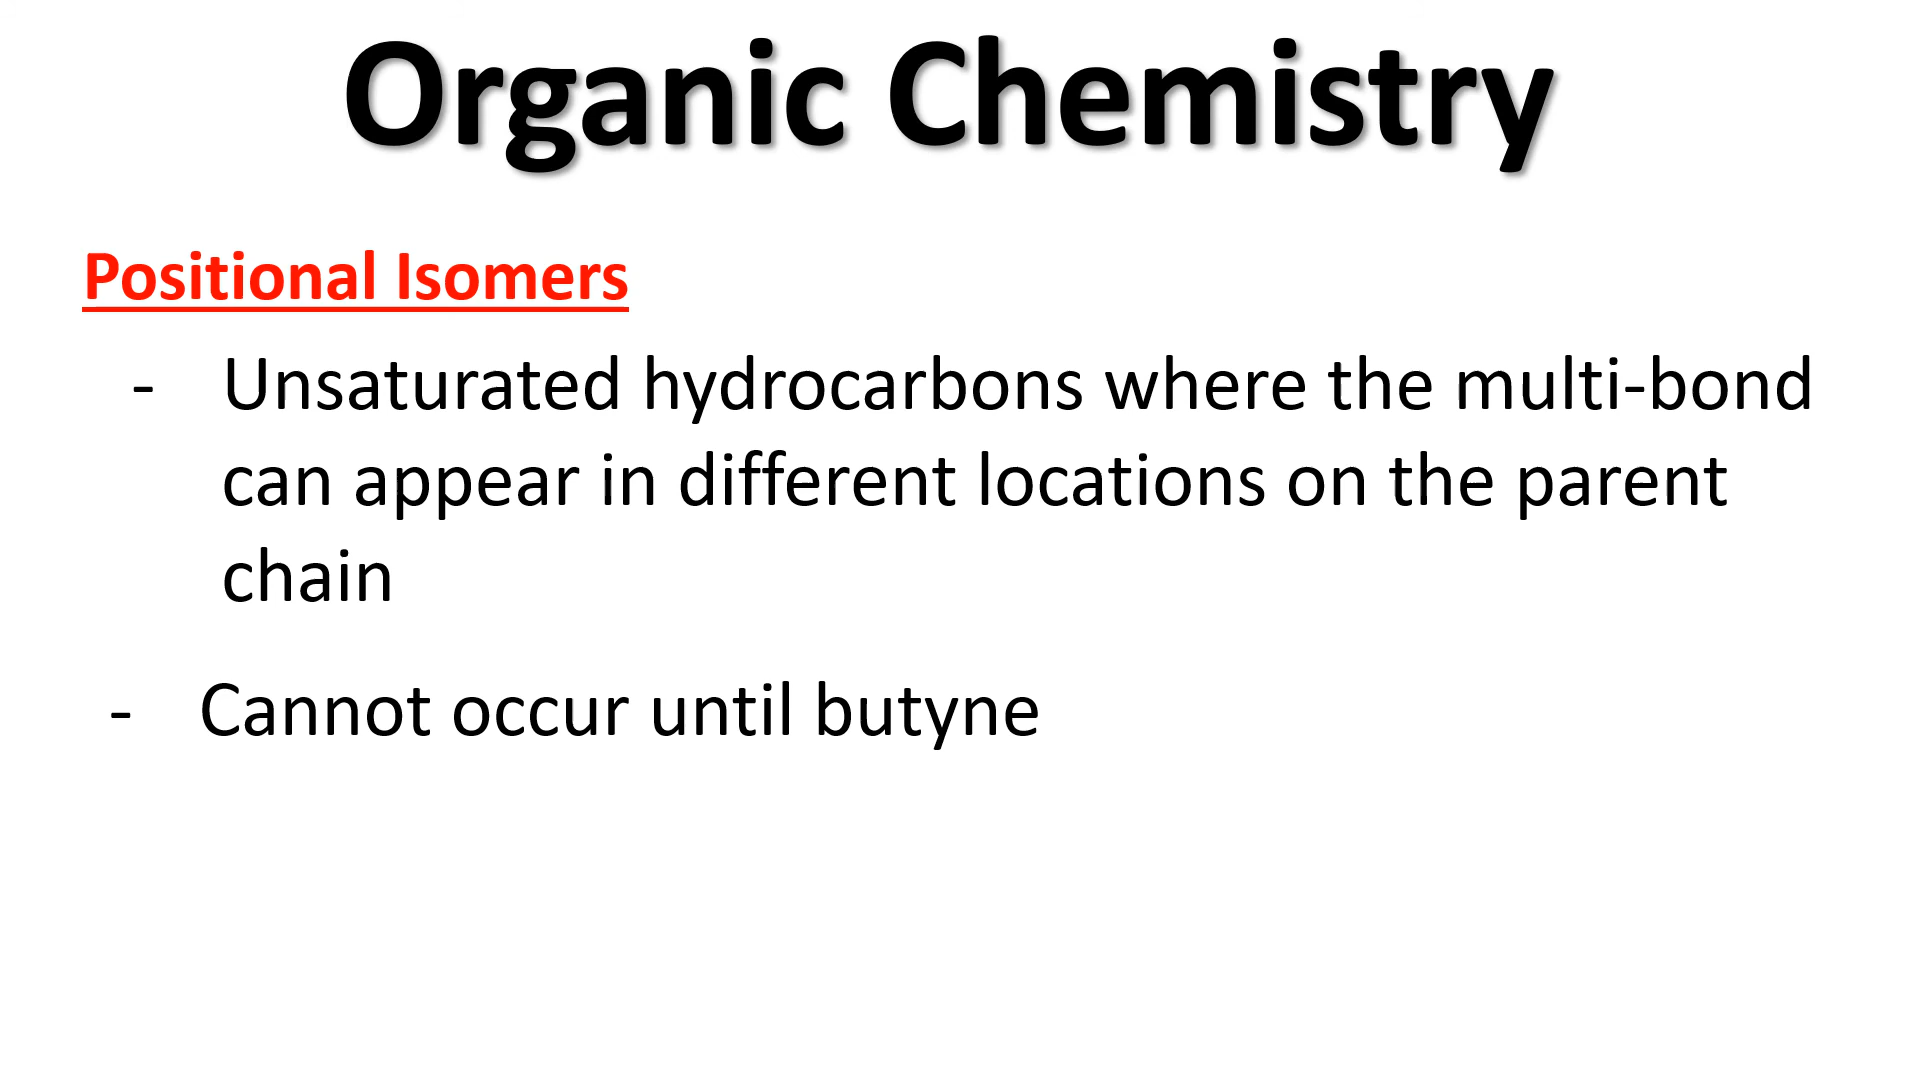 Organic Chemistry
Positional Isomers
- Unsaturated hydrocarbons where the multi-bond
can appear in different locations on the parent
chain
- Cannot occur until butyne